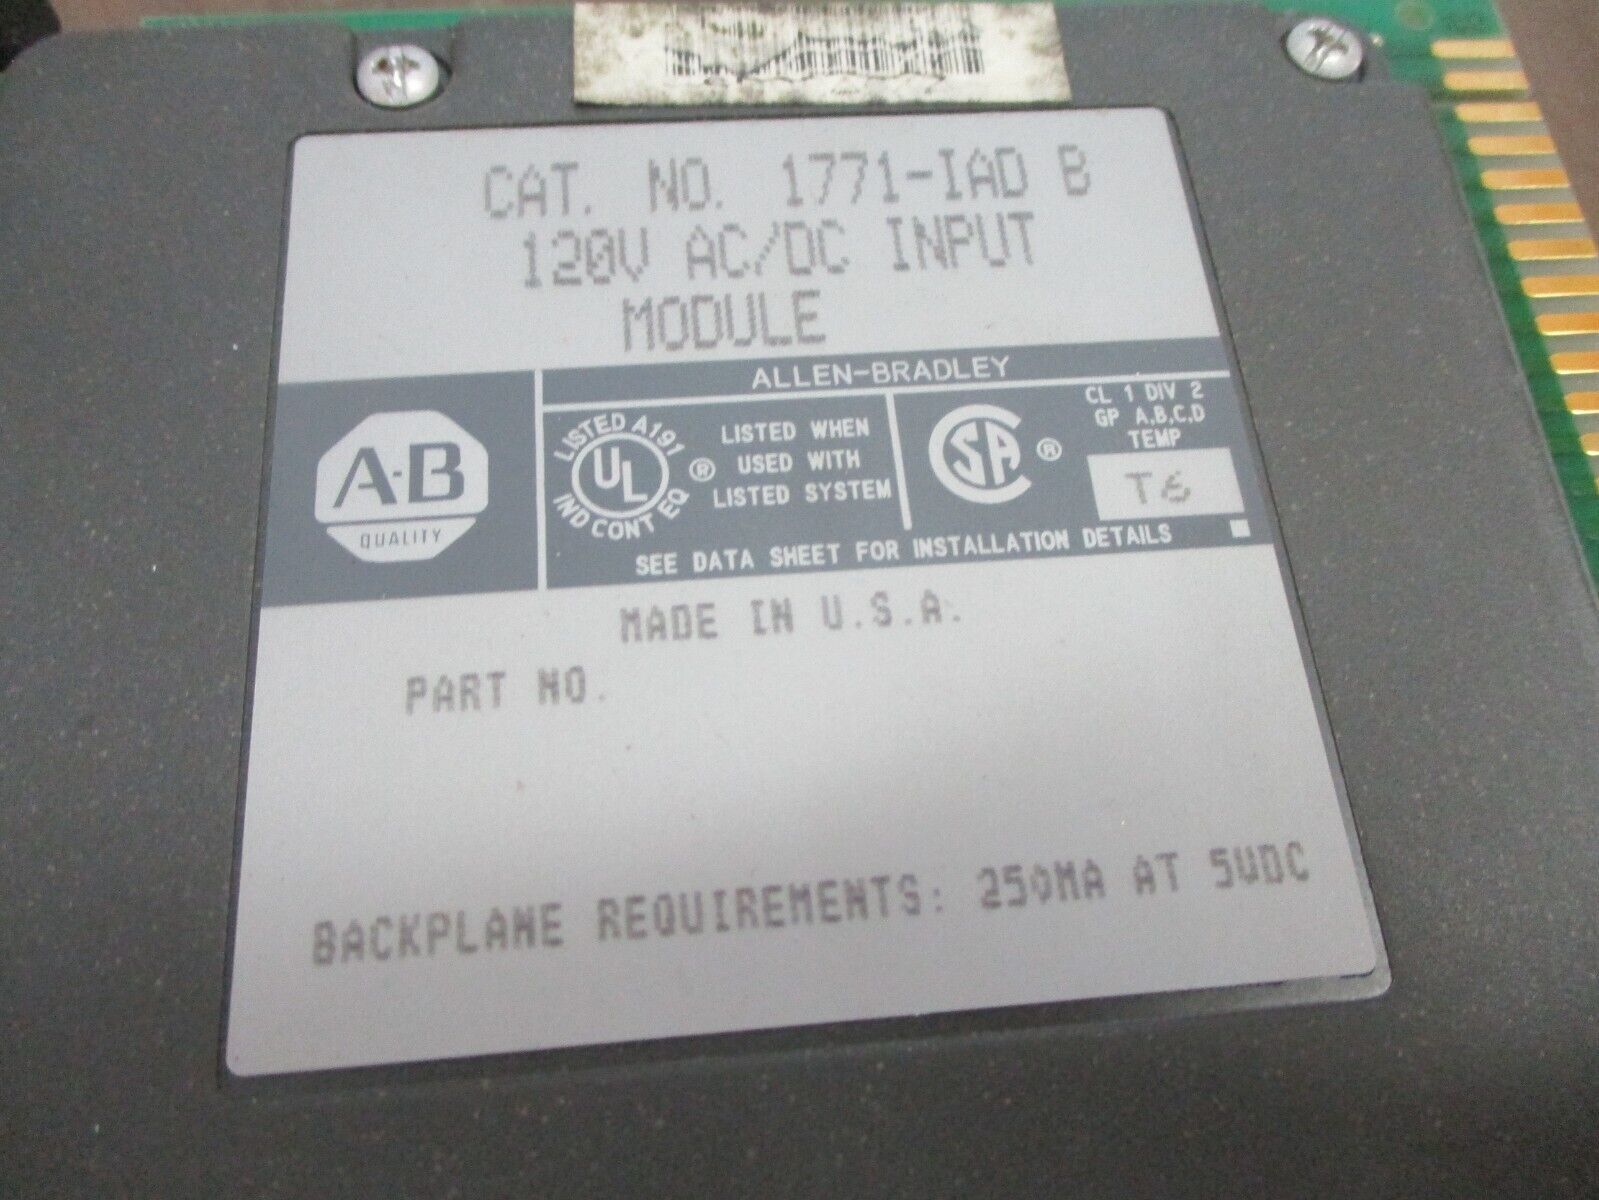 CAT. NO. 1771-IAD B
120V AC/DC INPUT
MODULE
ALLEN-BRADLEY
A-B
QUALITY
LISTED A191
UL
IND CONT EQ
®
LISTED WHEN
USED WITH
LISTED SYSTEM
SA
®
CL 1 DIV 2
GP A,B,C,D
TEMP
T6
SEE DATA SHEET FOR INSTALLATION DETAILS
MADE IN U.S.A.
PART NO.
BACKPLANE REQUIREMENTS: 250MA AT 5VDC